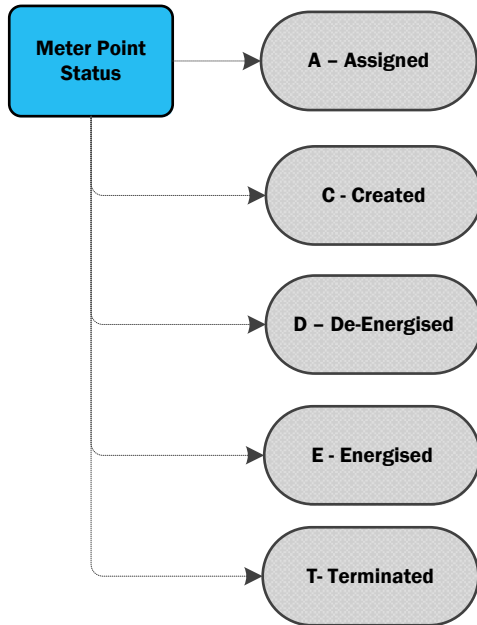 Meter Point
Status
A – Assigned
C - Created
D – De-Energised
E - Energised
T- Terminated